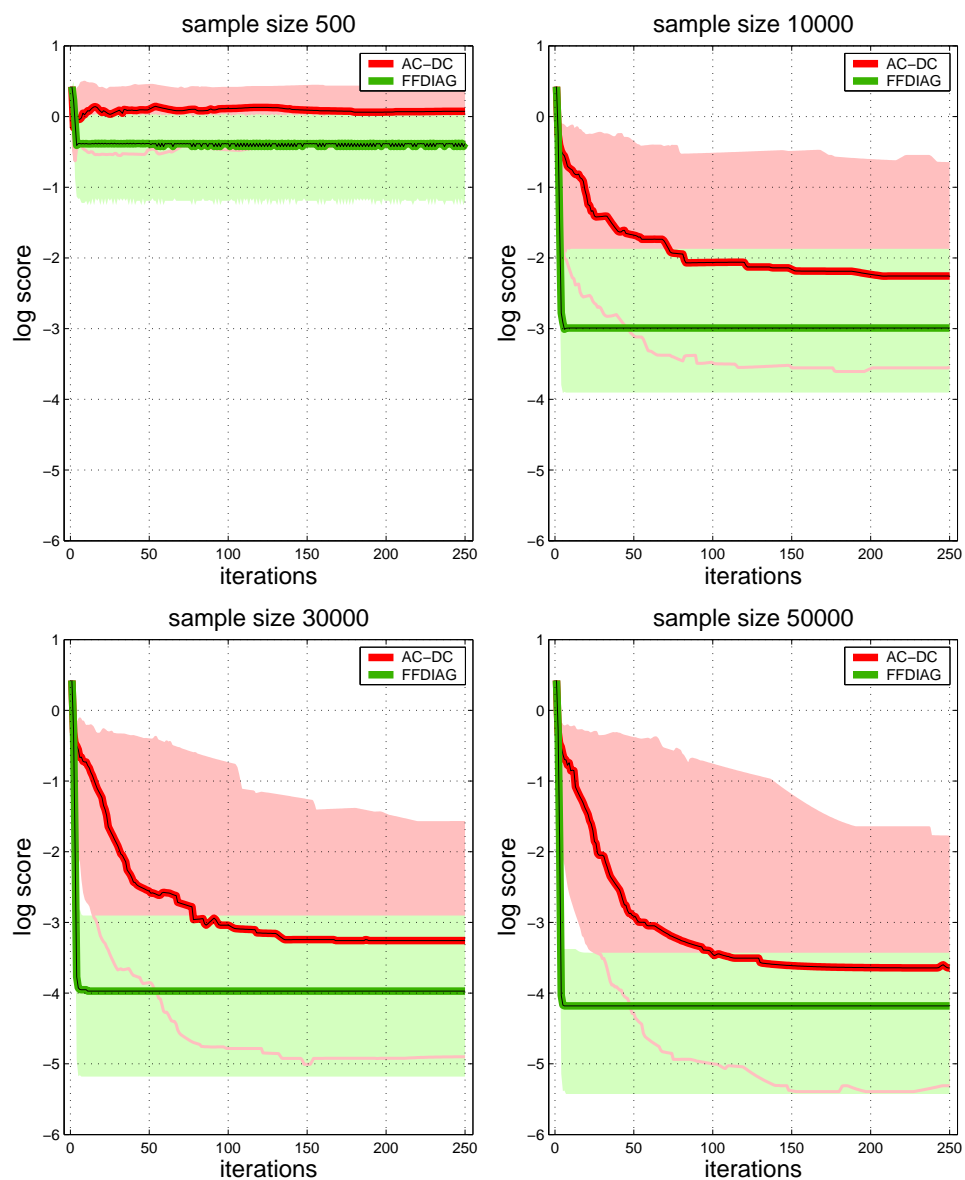 sample size 500
1
0
−1
−2
−3
−4
−5
−6
log score
AC−DC
FFDIAG
0 50 100 150 200 250
iterations
sample size 10000
1
0
−1
−2
−3
−4
−5
−6
log score
AC−DC
FFDIAG
0 50 100 150 200 250
iterations
sample size 30000
1
0
−1
−2
−3
−4
−5
−6
log score
AC−DC
FFDIAG
0 50 100 150 200 250
iterations
sample size 50000
1
0
−1
−2
−3
−4
−5
−6
log score
AC−DC
FFDIAG
0 50 100 150 200 250
iterations